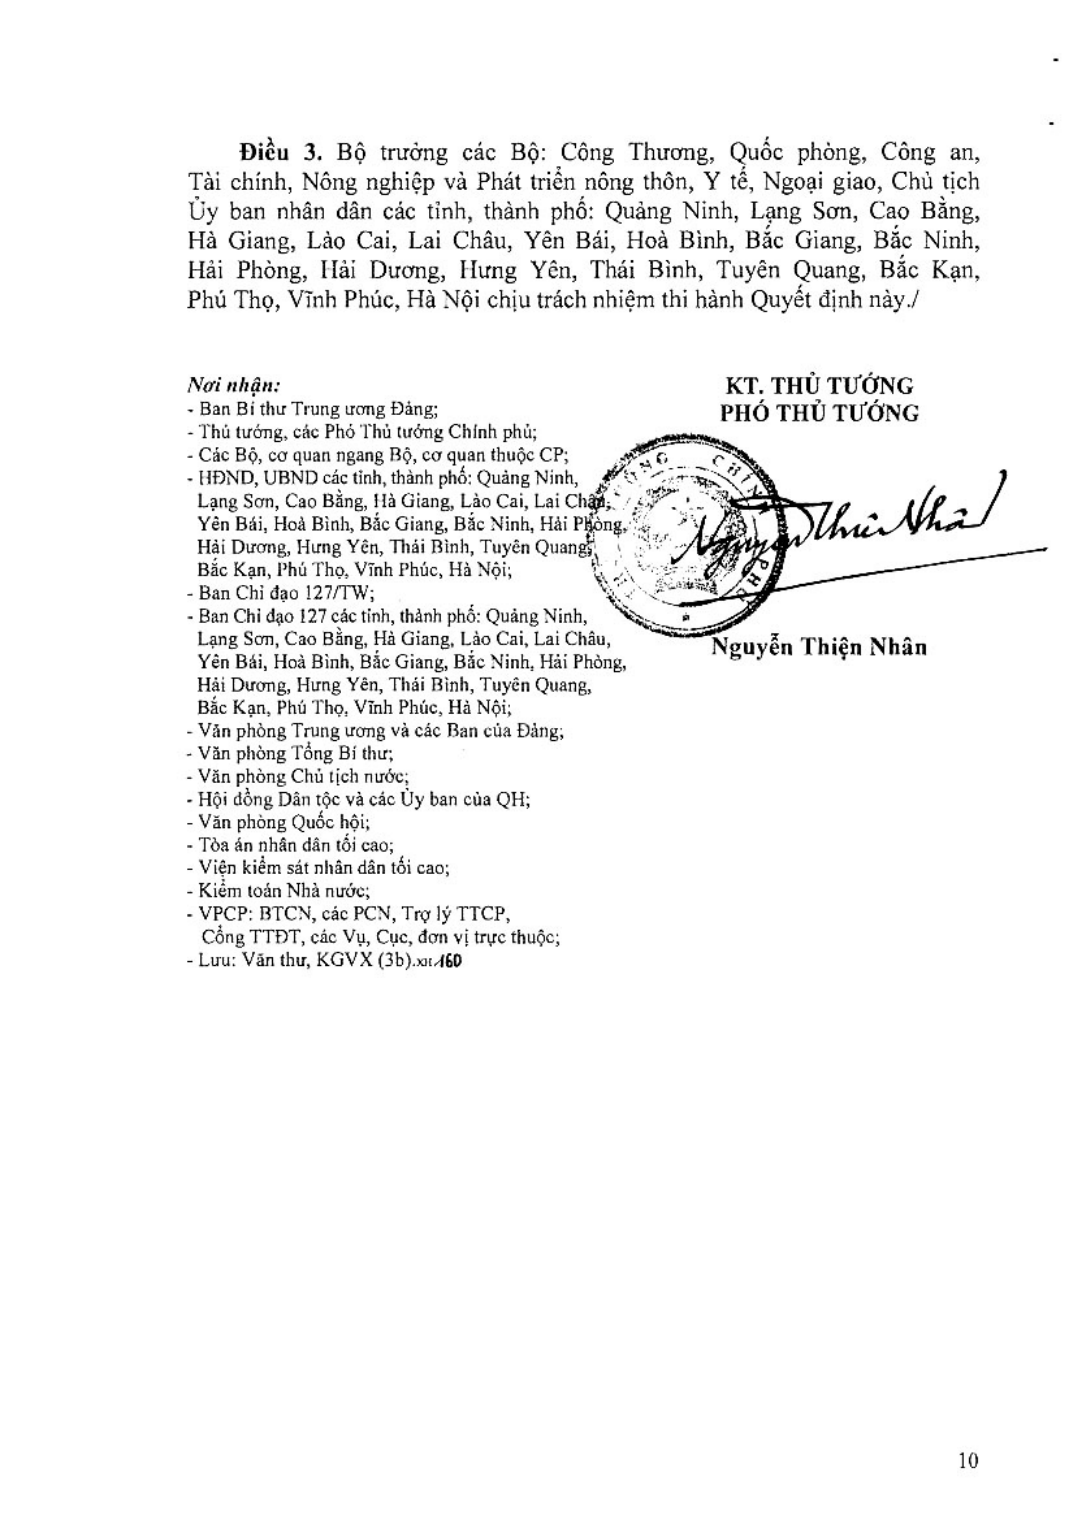 Điều 3. Bộ trưởng các Bộ: Công Thương, Quốc phòng, Công an,
Tài chính, Nông nghiệp và Phát triển nông thôn, Y tế, Ngoại giao, Chủ tịch
Ủy ban nhân dân các tỉnh, thành phố: Quảng Ninh, Lạng Sơn, Cao Bằng,
Hà Giang, Lào Cai, Lai Châu, Yên Bái, Hoà Bình, Bắc Giang, Bắc Ninh,
Hải Phòng, Hải Dương, Hưng Yên, Thái Bình, Tuyên Quang, Bắc Kạn,
Phú Thọ, Vĩnh Phúc, Hà Nội chịu trách nhiệm thi hành Quyết định này./
Nơi nhận:
- Ban Bí thư Trung ương Đảng;
- Thủ tướng, các Phó Thủ tướng Chính phủ;
- Các Bộ, cơ quan ngang Bộ, cơ quan thuộc CP;
- HĐND, UBND các tỉnh, thành phố: Quảng Ninh,
Lạng Sơn, Cao Bằng, Hà Giang, Lào Cai, Lai Châu,
Yên Bái, Hoà Bình, Bắc Giang, Bắc Ninh, Hải Phòng,
Hải Dương, Hưng Yên, Thái Bình, Tuyên Quang,
Bắc Kạn, Phú Thọ, Vĩnh Phúc, Hà Nội;
- Ban Chỉ đạo 127/TW;
- Ban Chỉ đạo 127 các tỉnh, thành phố: Quảng Ninh,
Lạng Sơn, Cao Bằng, Hà Giang, Lào Cai, Lai Châu,
Yên Bái, Hoà Bình, Bắc Giang, Bắc Ninh, Hải Phòng,
Hải Dương, Hưng Yên, Thái Bình, Tuyên Quang,
Bắc Kạn, Phú Thọ, Vĩnh Phúc, Hà Nội;
- Văn phòng Trung ương và các Ban của Đảng;
- Văn phòng Tổng Bí thư;
- Văn phòng Chủ tịch nước;
- Hội đồng Dân tộc và các Ủy ban của QH;
- Văn phòng Quốc hội;
- Tòa án nhân dân tối cao;
- Viện kiểm sát nhân dân tối cao;
- Kiểm toán Nhà nước;
- VPCP: BTCN, các PCN, Trợ lý TTCP,
Cổng TTĐT, các Vụ, Cục, đơn vị trực thuộc;
- Lưu: Văn thư, KGVX (3b).XH.160
KT. THỦ TƯỚNG
PHÓ THỦ TƯỚNG
CHÍNH PHỦ
Nguyễn Thiện Nhân
Nguyễn Thiện Nhân
10